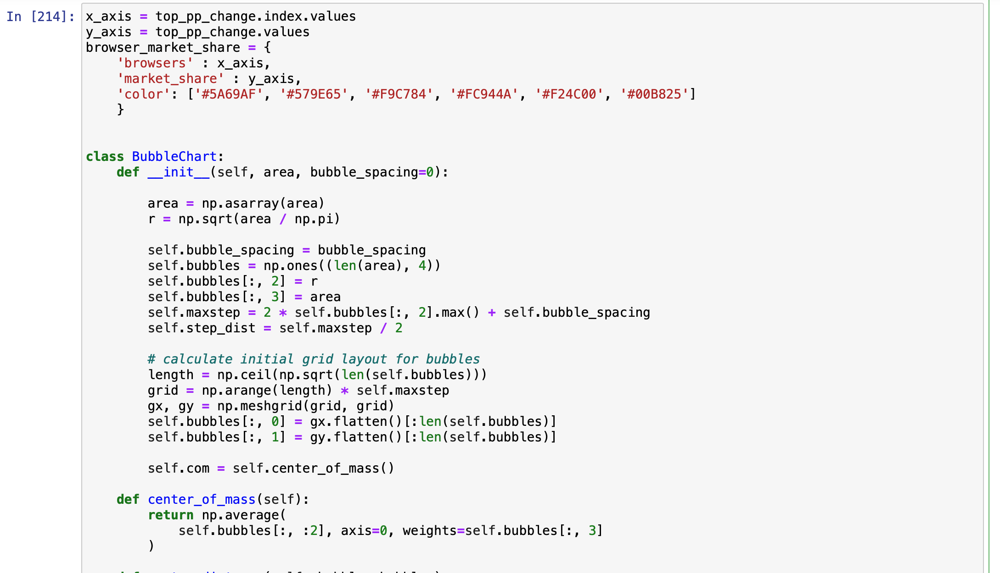 In [214]:
x_axis = top_pp_change.index.values
y_axis = top_pp_change.values
browser_market_share = {
    'browsers' : x_axis,
    'market_share' : y_axis,
    'color': ['#5A69AF', '#579E65', '#F9C784', '#FC944A', '#F24C00', '#00B825']
    }
class BubbleChart:
    def __init__(self, area, bubble_spacing=0):
        area = np.asarray(area)
        r = np.sqrt(area / np.pi)
        self.bubble_spacing = bubble_spacing
        self.bubbles = np.ones((len(area), 4))
        self.bubbles[:, 2] = r
        self.bubbles[:, 3] = area
        self.maxstep = 2 * self.bubbles[:, 2].max() + self.bubble_spacing
        self.step_dist = self.maxstep / 2
        # calculate initial grid layout for bubbles
        length = np.ceil(np.sqrt(len(self.bubbles)))
        grid = np.arange(length) * self.maxstep
        gx, gy = np.meshgrid(grid, grid)
        self.bubbles[:, 0] = gx.flatten()[:len(self.bubbles)]
        self.bubbles[:, 1] = gy.flatten()[:len(self.bubbles)]
        self.com = self.center_of_mass()
    def center_of_mass(self):
        return np.average(
            self.bubbles[:, :2], axis=0, weights=self.bubbles[:, 3]
        )